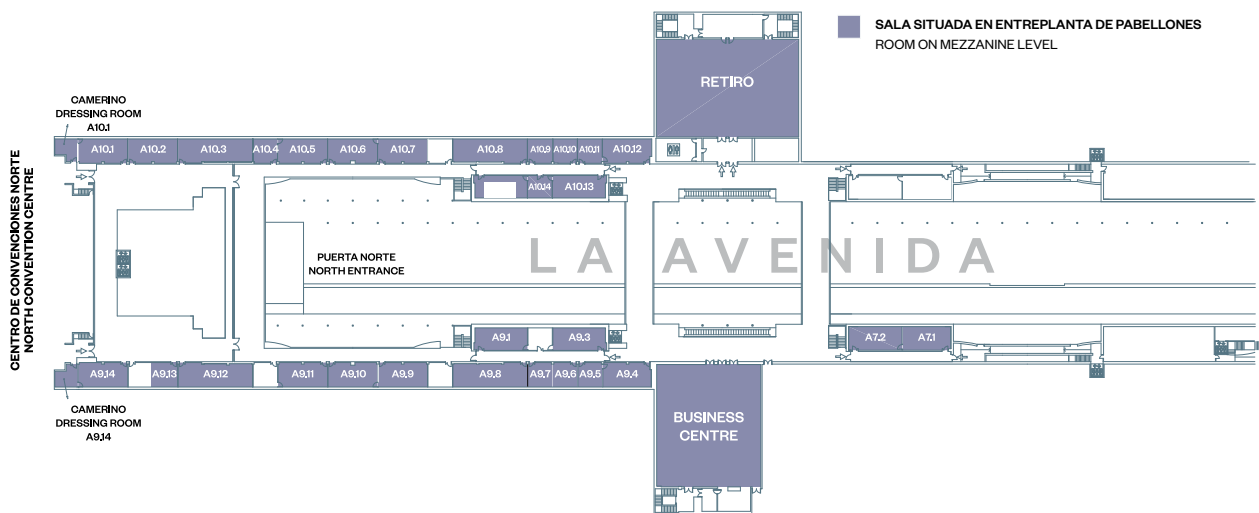 SALA SITUADA EN ENTREPLANTA DE PABELLONES
ROOM ON MEZZANINE LEVEL
RETIRO
CAMERINO
DRESSING ROOM
A10.1
A10.1
A10.2
A10.3
A10.4
A10.5
A10.6
A10.7
A10.8
A10.9
A10.10
A10.11
A10.12
A10.14
A10.13
CENTRO DE CONVENCIONES NORTE
NORTH CONVENTION CENTRE
PUERTA NORTE
NORTH ENTRANCE
LA AVENIDA
A9.1
A9.3
A7.2
A7.1
A9.14
A9.13
A9.12
A9.11
A9.10
A9.9
A9.8
A9.7
A9.6
A9.5
A9.4
CAMERINO
DRESSING ROOM
A9.14
BUSINESS
CENTRE